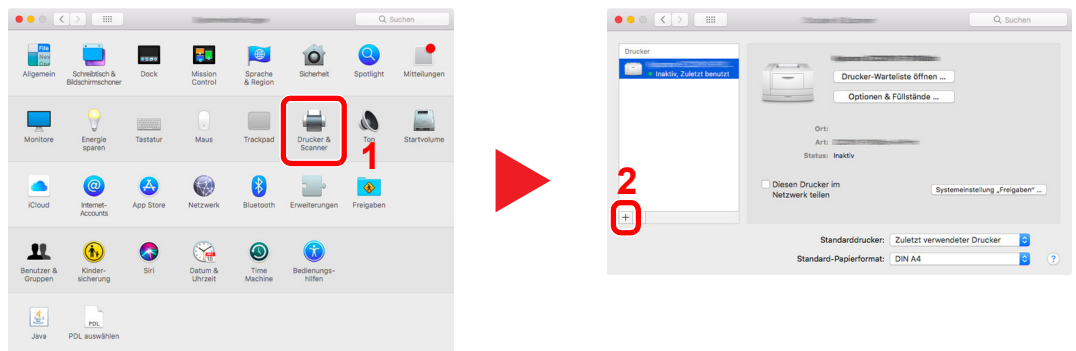 Suchen
Allgemein
Schreibtisch &
Bildschirmschoner
Dock
Mission
Control
Sprache
& Region
Sicherheit
Spotlight
Mitteilungen
Monitore
Energie
sparen
Tastatur
Maus
Trackpad
Drucker &
Scanner
Ton
Startvolume
1
iCloud
Internet-
Accounts
App Store
Netzwerk
Bluetooth
Erweiterungen
Freigaben
Benutzer &
Gruppen
Kinder-
sicherung
Siri
Datum &
Uhrzeit
Time
Machine
Bedienungs-
hilfen
Java
PDL
PDL auswählen
Suchen
Drucker
Inaktiv, Zuletzt benutzt
Drucker-Warteliste öffnen ...
Optionen & Füllstände ...
Ort:
Art:
Status: Inaktiv
2
Diesen Drucker im
Netzwerk teilen
Systemeinstellung „Freigaben“ ...
+
Standarddrucker: Zuletzt verwendeter Drucker
Standard-Papierformat: DIN A4
?